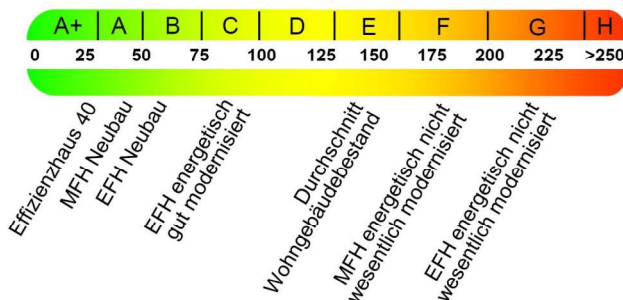 A+ A B C D E F G H
0 25 50 75 100 125 150 175 200 225 >250
Effizienzhaus 40
MFH Neubau
EFH Neubau
EFH energetisch
gut modernisiert
Durchschnitt
Wohngebäudebestand
MFH energetisch nicht
wesentlich modernisiert
EFH energetisch nicht
wesentlich modernisiert